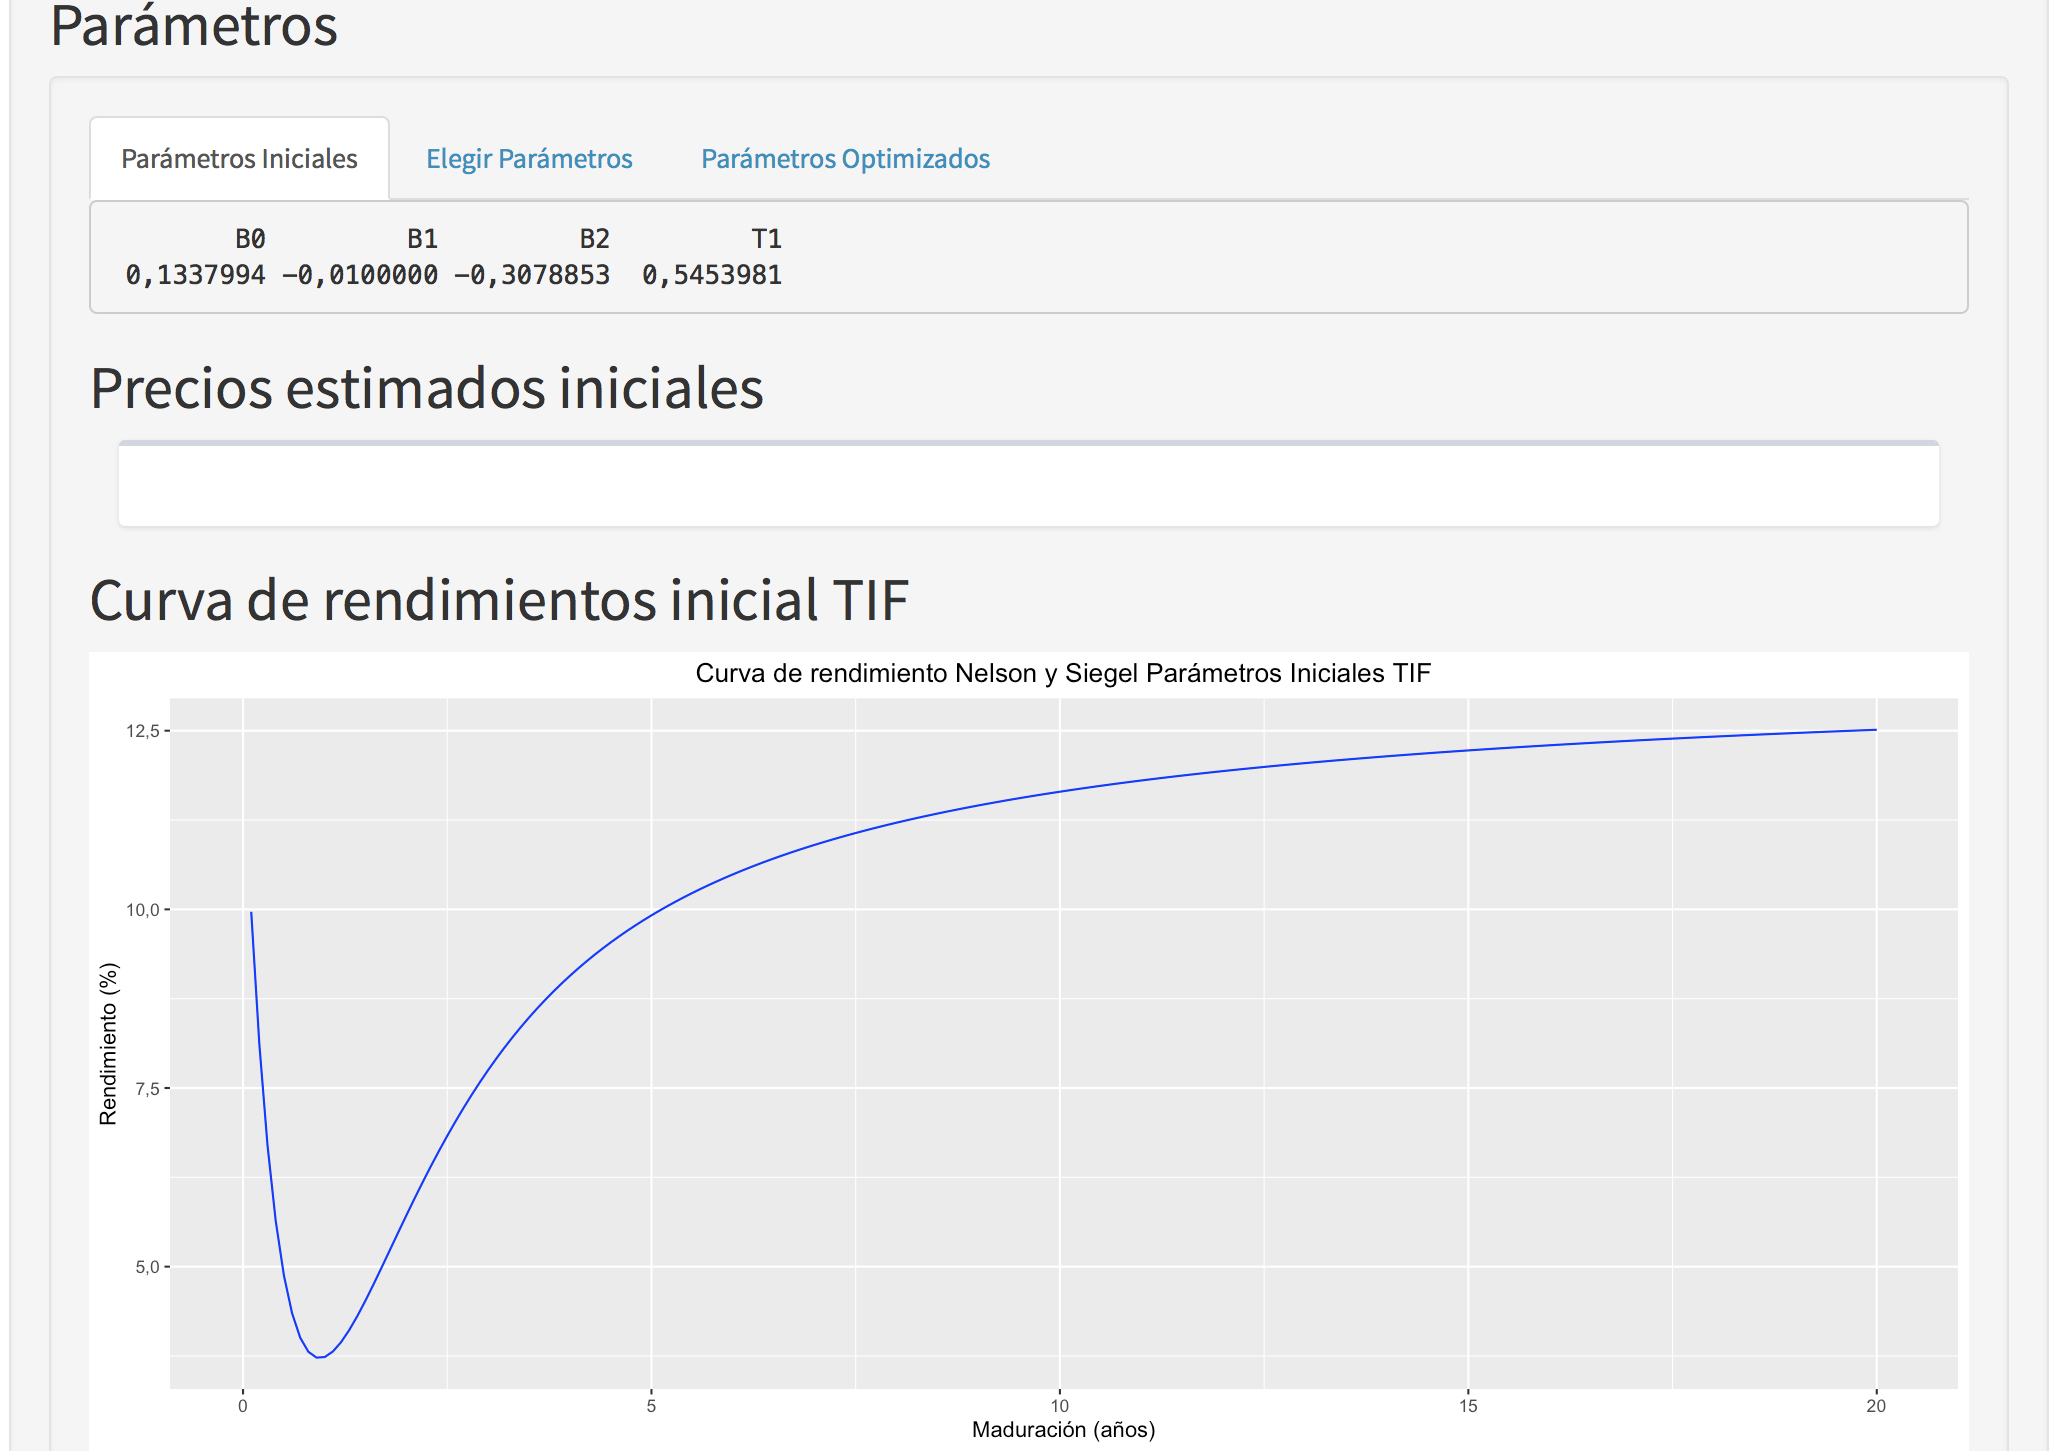 Parámetros
Parámetros Iniciales Elegir Parámetros Parámetros Optimizados
B0 B1 B2 T1
0,1337994 −0,0100000 −0,3078853 0,5453981
Precios estimados iniciales
Curva de rendimientos inicial TIF
Curva de rendimiento Nelson y Siegel Parámetros Iniciales TIF
12,5
10,0
7,5
5,0
Rendimiento (%)
0 5 10 15 20
Maduración (años)